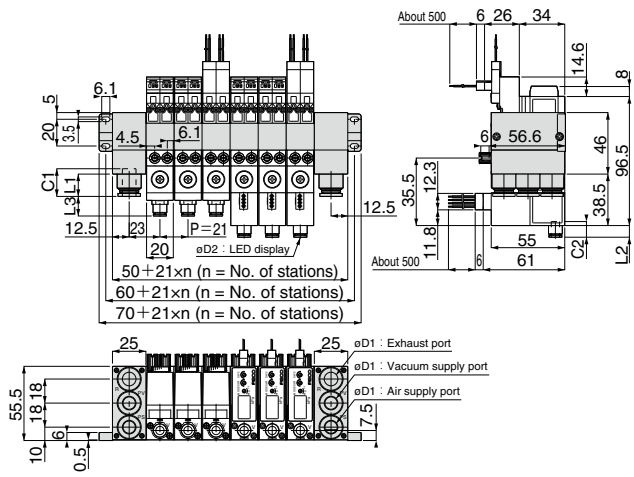 About 500
6
26
34
14.6
8
6.1
5
20
3.5
4.5
6.1
C1
L1
L3
12.5
23
20
P=21
12.5
øD2 : LED display
50+21×n (n = No. of stations)
60+21×n (n = No. of stations)
70+21×n (n = No. of stations)
6
56.6
46
96.5
35.5
12.3
38.5
11.8
55
C2
L2
About 500
6
61
25
25
øD1 : Exhaust port
øD1 : Vacuum supply port
øD1 : Air supply port
55.5
18
18
10
6
0.5
7.5